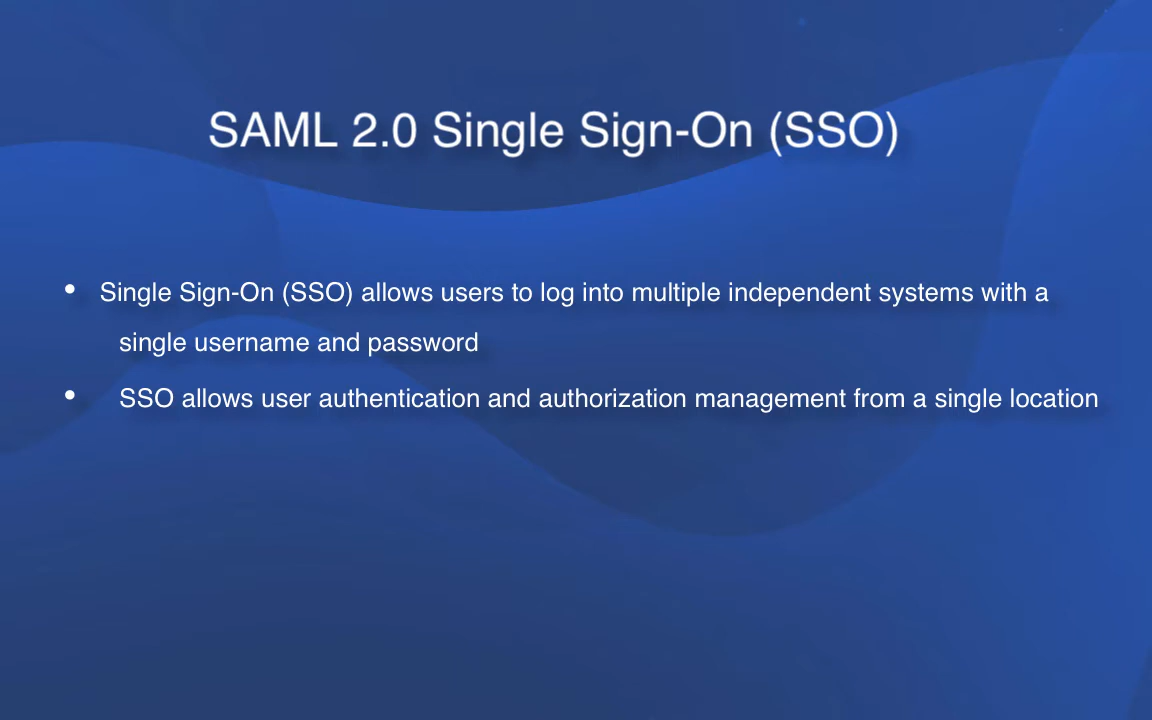 SAML 2.0 Single Sign-On (SSO)
• Single Sign-On (SSO) allows users to log into multiple independent systems with a
single username and password
• SSO allows user authentication and authorization management from a single location